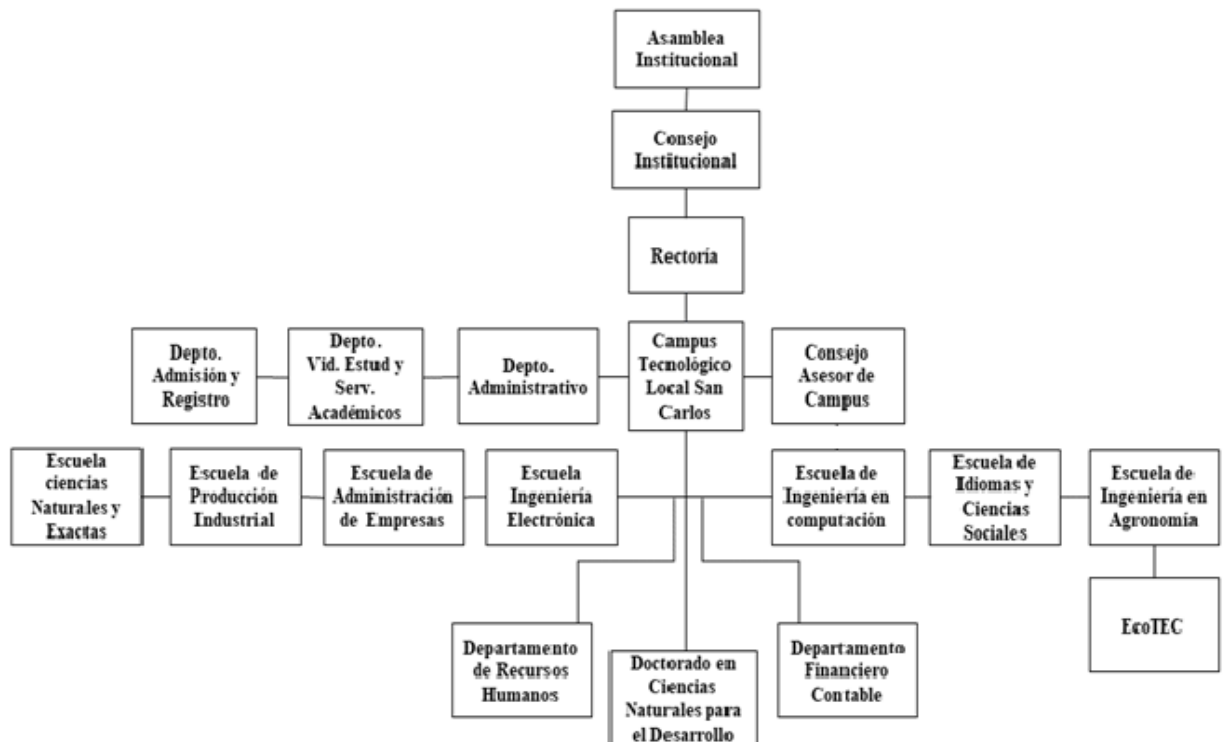 Asamblea
Institucional
Consejo
Institucional
Rectoría
Depto.
Admisión y
Registro
Depto.
Vid. Estud y
Serv.
Académicos
Depto.
Administrativo
Campus
Tecnológico
Local San
Carlos
Consejo
Asesor de
Campus
Escuela
ciencias
Naturales y
Exactas
Escuela de
Producción
Industrial
Escuela de
Administración
de Empresas
Escuela
Ingeniería
Electrónica
Escuela de
Ingeniería en
computación
Escuela de
Idiomas y
Ciencias
Sociales
Escuela de
Ingeniería en
Agronomía
EcoTEC
Departamento
de Recursos
Humanos
Doctorado en
Ciencias
Naturales para
el Desarrollo
Departamento
Financiero
Contable